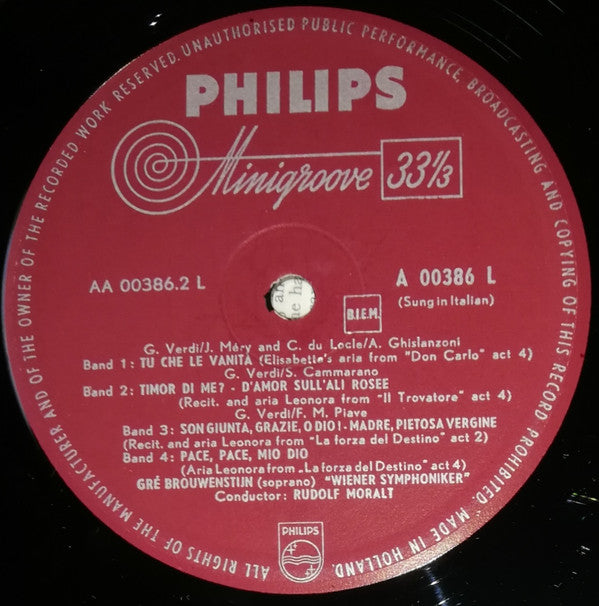 ALL RIGHTS OF THE MANUFACTURER AND OF THE OWNER OF THE RECORDED WORK RESERVED. UNAUTHORISED PUBLIC PERFORMANCE, BROADCASTING AND COPYING OF THIS RECORD PROHIBITED. MADE IN HOLLAND.
PHILIPS
Minigroove 33⅓
AA 00386.2 L
A 00386 L
(Sung in Italian)
B.I.E.M.
G. Verdi/J. Méry and C. du Locle/A. Ghislanzoni
Band 1: TU CHE LE VANITÀ (Elisabetta's aria from "Don Carlo" act 4)
G. Verdi/S. Cammarano
Band 2: TIMOR DI ME? - D'AMOR SULL'ALI ROSEE
(Recit. and aria Leonora from "Il Trovatore" act 4)
G. Verdi/F. M. Piave
Band 3: SON GIUNTA, GRAZIE, O DIO! - MADRE, PIETOSA VERGINE
(Recit. and aria Leonora from "La forza del Destino" act 2)
Band 4: PACE, PACE, MIO DIO
(Aria Leonora from „La forza del Destino" act 4)
GRÉ BROUWENSTIJN (soprano) "WIENER SYMPHONIKER"
Conductor: RUDOLF MORALT
PHILIPS